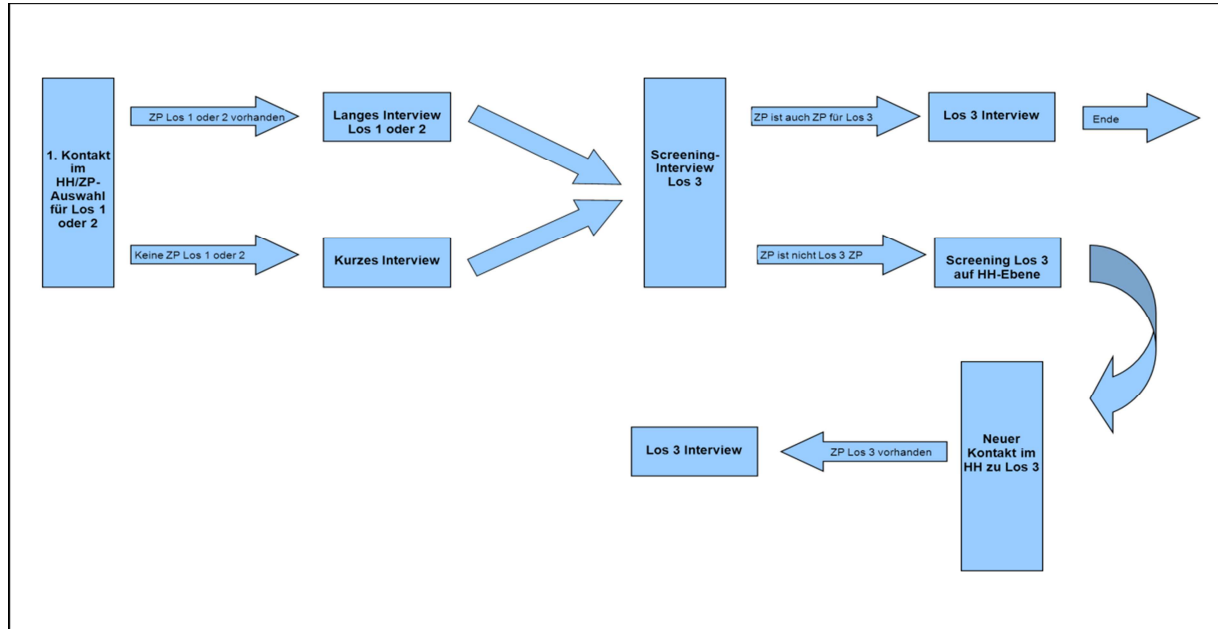 1. Kontakt
im
HH/ZP-
Auswahl
für Los 1
oder 2
ZP Los 1 oder 2 vorhanden
Keine ZP Los 1 oder 2
Langes Interview
Los 1 oder 2
Kurzes Interview
Screening-
Interview
Los 3
ZP ist auch ZP für Los 3
Los 3 Interview
Ende
ZP ist nicht Los 3 ZP
Screening Los 3
auf HH-Ebene
Neuer
Kontakt im
HH zu Los 3
ZP Los 3 vorhanden
Los 3 Interview